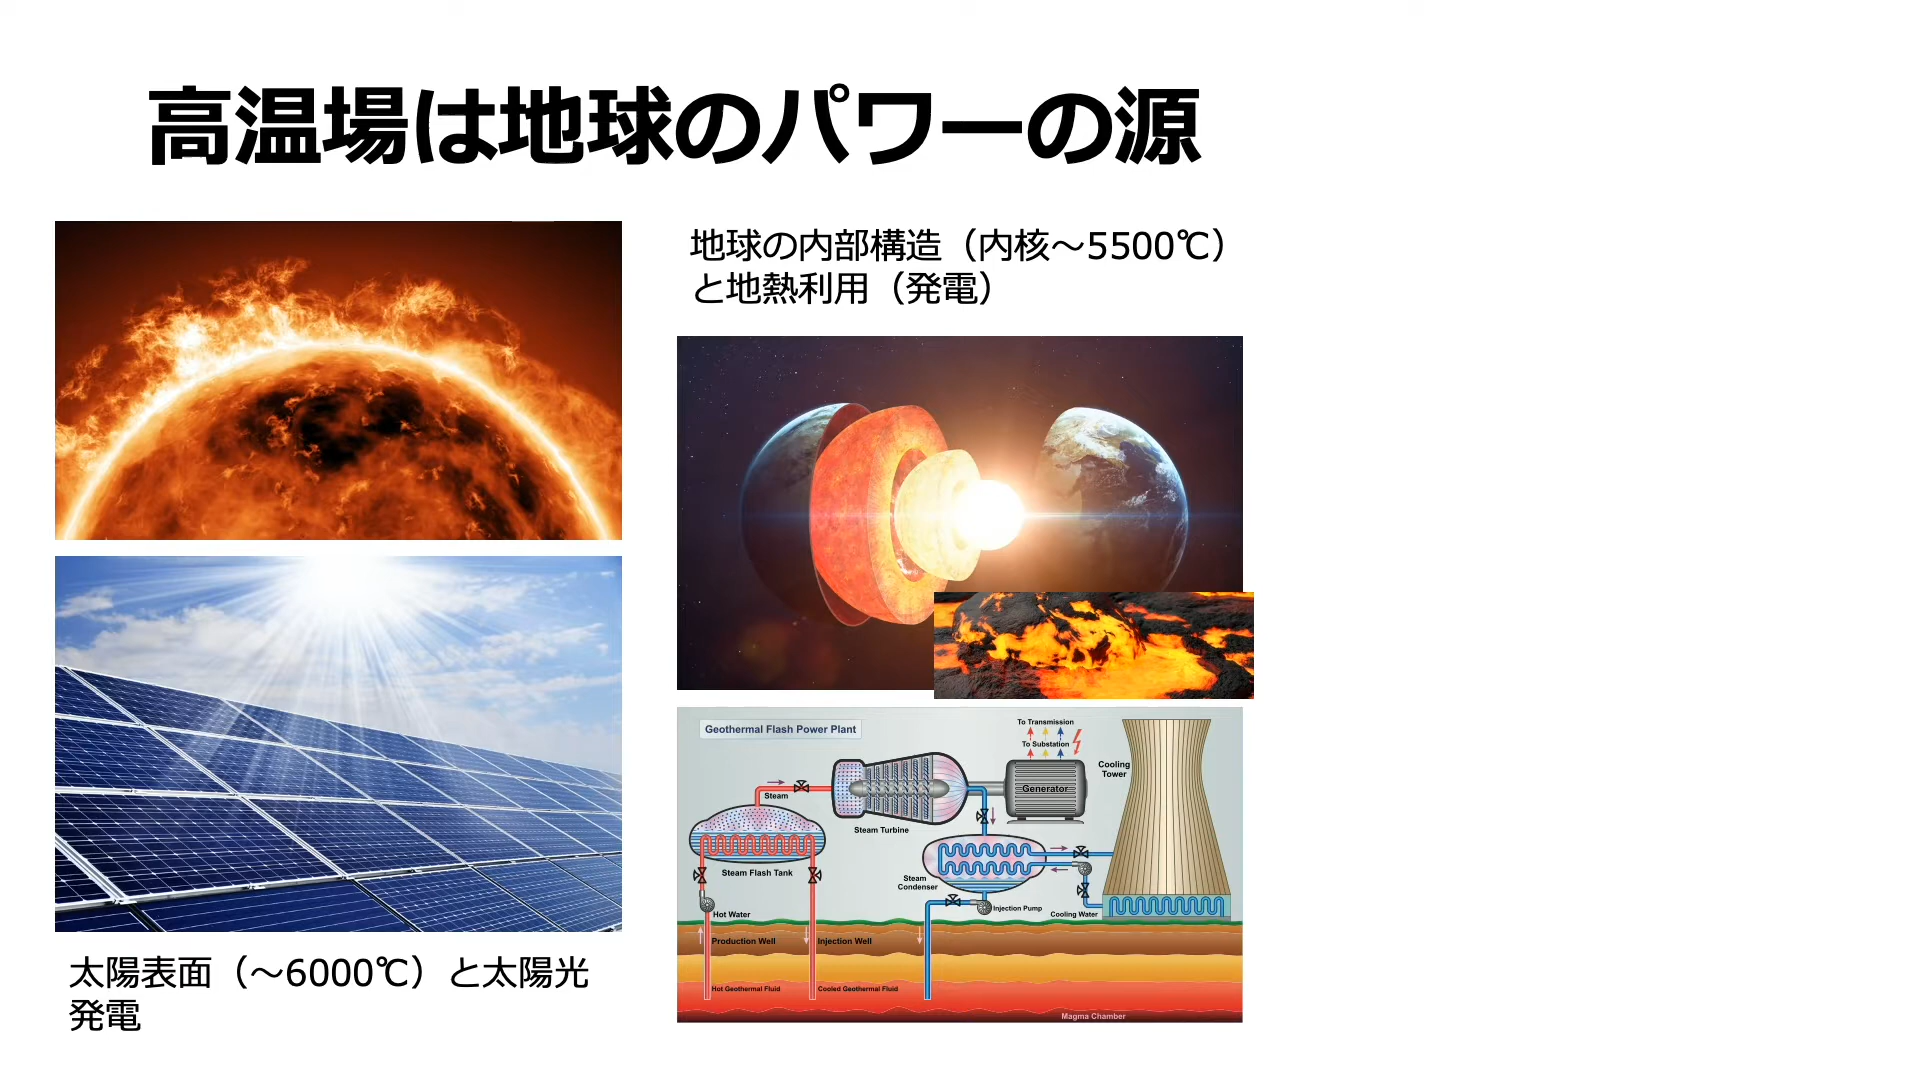 高温場は地球のパワーの源
地球の内部構造（内核～5500℃）
と地熱利用（発電）
太陽表面（～6000℃）と太陽光
発電
Geothermal Flash Power Plant
To Transmission
To Substation
Cooling
Tower
Generator
Steam
Steam Turbine
Steam Flash Tank
Steam
Condenser
Hot Water
Injection Pump
Cooling Water
Production Well
Injection Well
Hot Geothermal Fluid
Cooled Geothermal Fluid
Magma Chamber